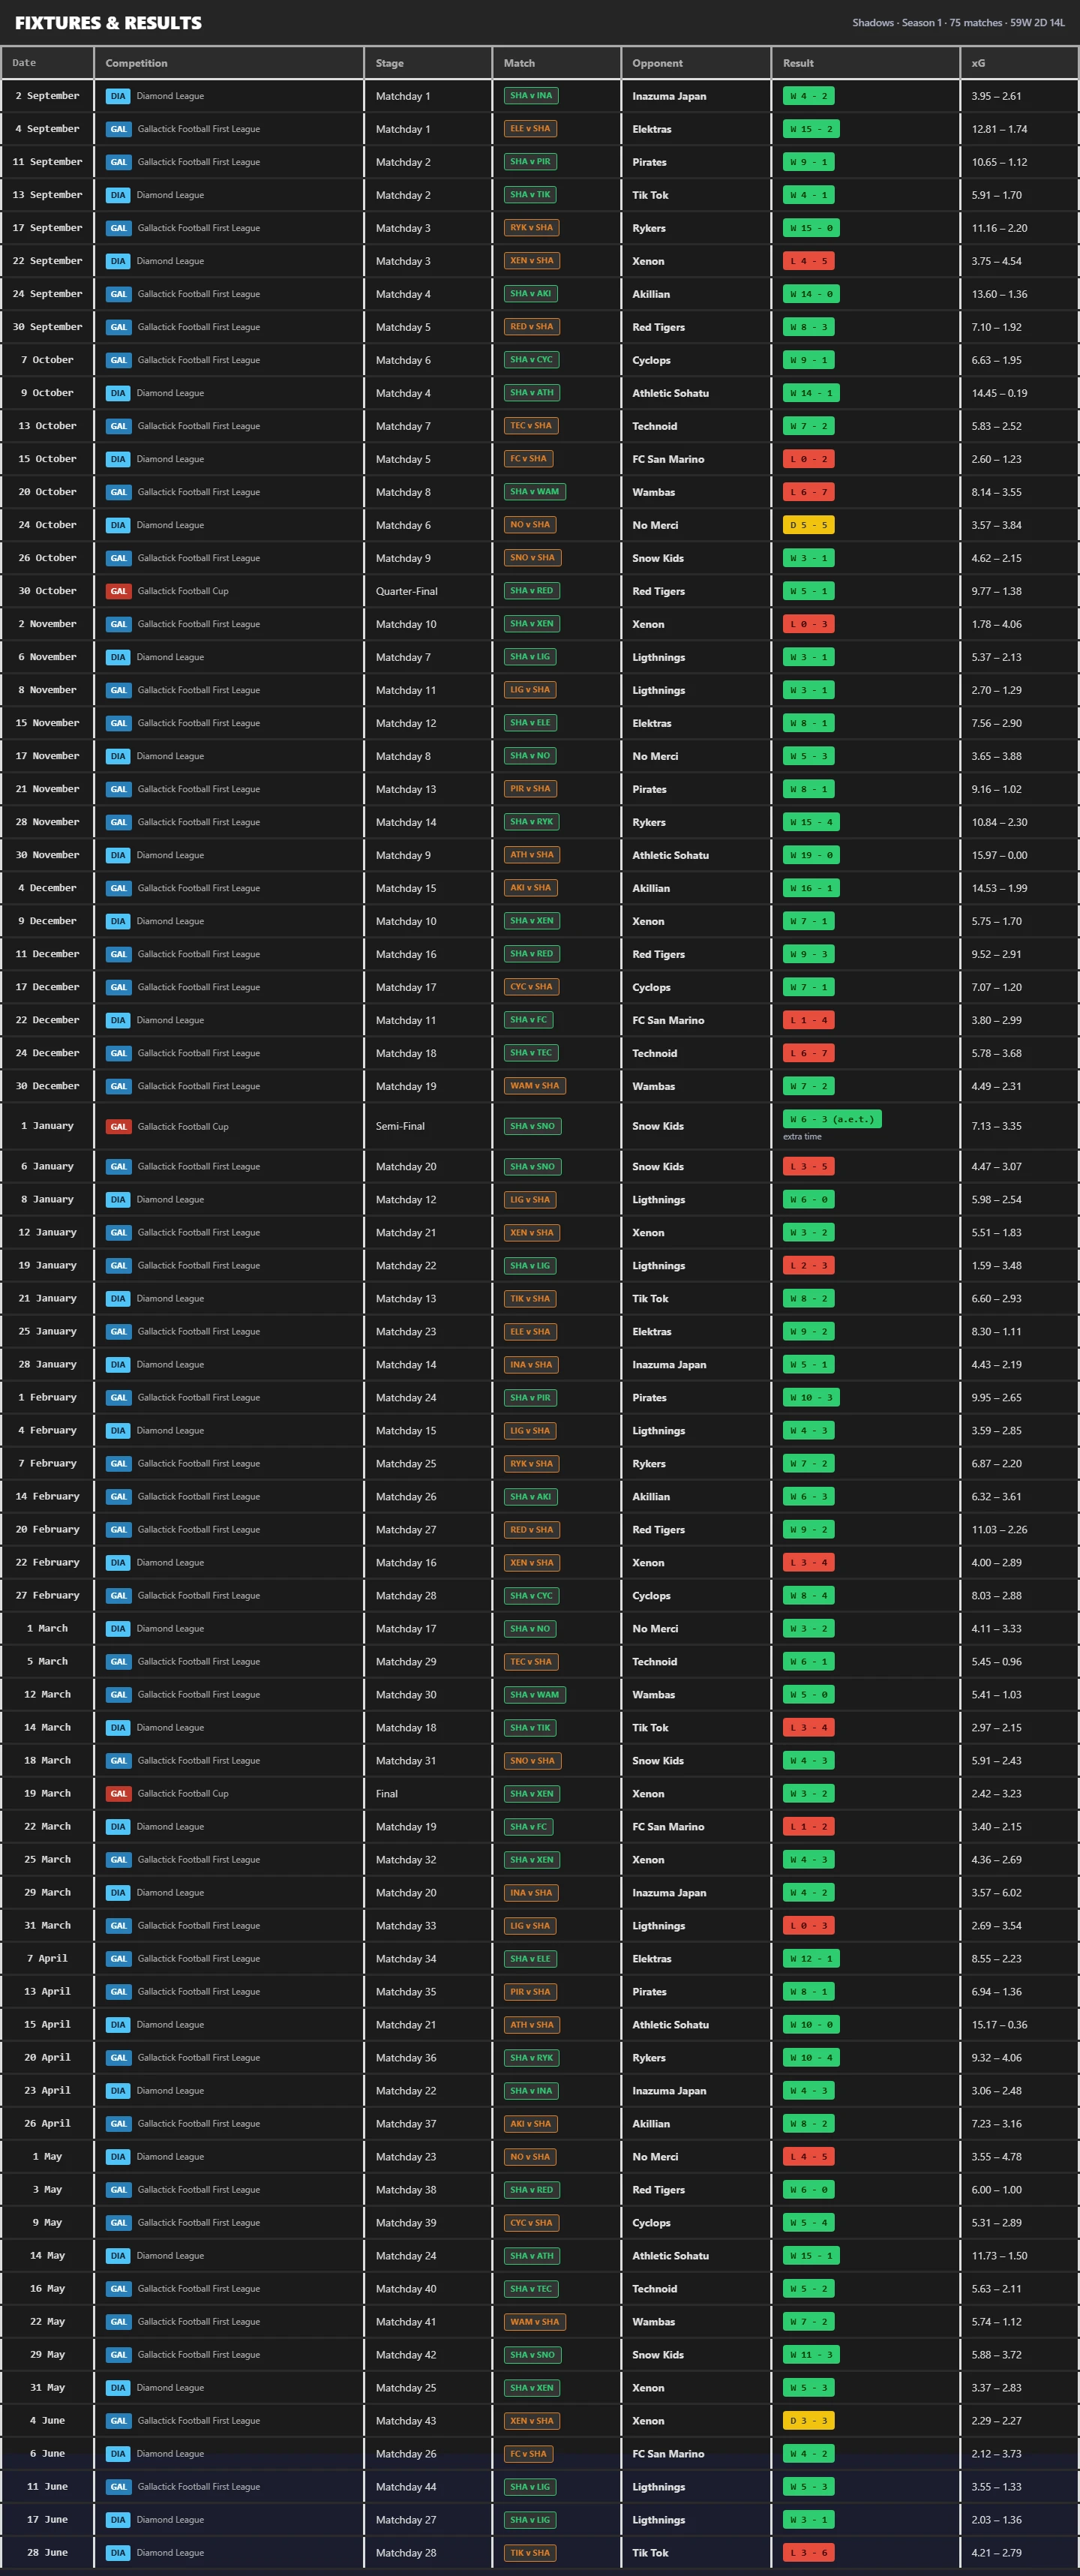 FIXTURES & RESULTS
Shadows · Season 1 · 75 matches · 59W 2D 14L
Date Competition Stage Match Opponent Result xG
2 September DIA Diamond League Matchday 1 SHA v INA Inazuma Japan W 4 - 2 3.95 – 2.61
4 September GAL Gallactick Football First League Matchday 1 ELE v SHA Elektras W 15 - 2 12.81 – 1.74
11 September GAL Gallactick Football First League Matchday 2 SHA v PIR Pirates W 9 - 1 10.65 – 1.12
13 September DIA Diamond League Matchday 2 SHA v TIK Tik Tok W 4 - 1 5.91 – 1.70
17 September GAL Gallactick Football First League Matchday 3 RYK v SHA Rykers W 15 - 0 11.16 – 2.20
22 September DIA Diamond League Matchday 3 XEN v SHA Xenon L 4 - 5 3.75 – 4.54
24 September GAL Gallactick Football First League Matchday 4 SHA v AKI Akillian W 14 - 0 13.60 – 1.36
30 September GAL Gallactick Football First League Matchday 5 RED v SHA Red Tigers W 8 - 3 7.10 – 1.92
7 October GAL Gallactick Football First League Matchday 6 SHA v CYC Cyclops W 9 - 1 6.63 – 1.95
9 October DIA Diamond League Matchday 4 SHA v ATH Athletic Sohatu W 14 - 1 14.45 – 0.19
13 October GAL Gallactick Football First League Matchday 7 TEC v SHA Technoid W 7 - 2 5.83 – 2.52
15 October DIA Diamond League Matchday 5 FC v SHA FC San Marino L 0 - 2 2.60 – 1.23
20 October GAL Gallactick Football First League Matchday 8 SHA v WAM Wambas L 6 - 7 8.14 – 3.55
24 October DIA Diamond League Matchday 6 NO v SHA No Merci D 5 - 5 3.57 – 3.84
26 October GAL Gallactick Football First League Matchday 9 SNO v SHA Snow Kids W 3 - 1 4.62 – 2.15
30 October GAL Gallactick Football Cup Quarter-Final SHA v RED Red Tigers W 5 - 1 9.77 – 1.38
2 November GAL Gallactick Football First League Matchday 10 SHA v XEN Xenon L 0 - 3 1.78 – 4.06
6 November DIA Diamond League Matchday 7 SHA v LIG Ligthnings W 3 - 1 5.37 – 2.13
8 November GAL Gallactick Football First League Matchday 11 LIG v SHA Ligthnings W 3 - 1 2.70 – 1.29
15 November GAL Gallactick Football First League Matchday 12 SHA v ELE Elektras W 8 - 1 7.56 – 2.90
17 November DIA Diamond League Matchday 8 SHA v NO No Merci W 5 - 3 3.65 – 3.88
21 November GAL Gallactick Football First League Matchday 13 PIR v SHA Pirates W 8 - 1 9.16 – 1.02
28 November GAL Gallactick Football First League Matchday 14 SHA v RYK Rykers W 15 - 4 10.84 – 2.30
30 November DIA Diamond League Matchday 9 ATH v SHA Athletic Sohatu W 19 - 0 15.97 – 0.00
4 December GAL Gallactick Football First League Matchday 15 AKI v SHA Akillian W 16 - 1 14.53 – 1.99
9 December DIA Diamond League Matchday 10 SHA v XEN Xenon W 7 - 1 5.75 – 1.70
11 December GAL Gallactick Football First League Matchday 16 SHA v RED Red Tigers W 9 - 3 9.52 – 2.91
17 December GAL Gallactick Football First League Matchday 17 CYC v SHA Cyclops W 7 - 1 7.07 – 1.20
22 December DIA Diamond League Matchday 11 SHA v FC FC San Marino L 1 - 4 3.80 – 2.99
24 December GAL Gallactick Football First League Matchday 18 SHA v TEC Technoid L 6 - 7 5.78 – 3.68
30 December GAL Gallactick Football First League Matchday 19 WAM v SHA Wambas W 7 - 2 4.49 – 2.31
1 January GAL Gallactick Football Cup Semi-Final SHA v SNO Snow Kids W 6 - 3 (a.e.t.) 7.13 – 3.35
extra time
6 January GAL Gallactick Football First League Matchday 20 SHA v SNO Snow Kids L 3 - 5 4.47 – 3.07
8 January DIA Diamond League Matchday 12 LIG v SHA Ligthnings W 6 - 0 5.98 – 2.54
12 January GAL Gallactick Football First League Matchday 21 XEN v SHA Xenon W 3 - 2 5.51 – 1.83
19 January GAL Gallactick Football First League Matchday 22 SHA v LIG Ligthnings L 2 - 3 1.59 – 3.48
21 January DIA Diamond League Matchday 13 TIK v SHA Tik Tok W 8 - 2 6.60 – 2.93
25 January GAL Gallactick Football First League Matchday 23 ELE v SHA Elektras W 9 - 2 8.30 – 1.11
28 January DIA Diamond League Matchday 14 INA v SHA Inazuma Japan W 5 - 1 4.43 – 2.19
1 February GAL Gallactick Football First League Matchday 24 SHA v PIR Pirates W 10 - 3 9.95 – 2.65
4 February DIA Diamond League Matchday 15 LIG v SHA Ligthnings W 4 - 3 3.59 – 2.85
7 February GAL Gallactick Football First League Matchday 25 RYK v SHA Rykers W 7 - 2 6.87 – 2.20
14 February GAL Gallactick Football First League Matchday 26 SHA v AKI Akillian W 6 - 3 6.32 – 3.61
20 February GAL Gallactick Football First League Matchday 27 RED v SHA Red Tigers W 9 - 2 11.03 – 2.26
22 February DIA Diamond League Matchday 16 XEN v SHA Xenon L 3 - 4 4.00 – 2.89
27 February GAL Gallactick Football First League Matchday 28 SHA v CYC Cyclops W 8 - 4 8.03 – 2.88
1 March DIA Diamond League Matchday 17 SHA v NO No Merci W 3 - 2 4.11 – 3.33
5 March GAL Gallactick Football First League Matchday 29 TEC v SHA Technoid W 6 - 1 5.45 – 0.96
12 March GAL Gallactick Football First League Matchday 30 SHA v WAM Wambas W 5 - 0 5.41 – 1.03
14 March DIA Diamond League Matchday 18 SHA v TIK Tik Tok L 3 - 4 2.97 – 2.15
18 March GAL Gallactick Football First League Matchday 31 SNO v SHA Snow Kids W 4 - 3 5.91 – 2.43
19 March GAL Gallactick Football Cup Final SHA v XEN Xenon W 3 - 2 2.42 – 3.23
22 March DIA Diamond League Matchday 19 SHA v FC FC San Marino L 1 - 2 3.40 – 2.15
25 March GAL Gallactick Football First League Matchday 32 SHA v XEN Xenon W 4 - 3 4.36 – 2.69
29 March DIA Diamond League Matchday 20 INA v SHA Inazuma Japan W 4 - 2 3.57 – 6.02
31 March GAL Gallactick Football First League Matchday 33 LIG v SHA Ligthnings L 0 - 3 2.69 – 3.54
7 April GAL Gallactick Football First League Matchday 34 SHA v ELE Elektras W 12 - 1 8.55 – 2.23
13 April GAL Gallactick Football First League Matchday 35 PIR v SHA Pirates W 8 - 1 6.94 – 1.36
15 April DIA Diamond League Matchday 21 ATH v SHA Athletic Sohatu W 10 - 0 15.17 – 0.36
20 April GAL Gallactick Football First League Matchday 36 SHA v RYK Rykers W 10 - 4 9.32 – 4.06
23 April DIA Diamond League Matchday 22 SHA v INA Inazuma Japan W 4 - 3 3.06 – 2.48
26 April GAL Gallactick Football First League Matchday 37 AKI v SHA Akillian W 8 - 2 7.23 – 3.16
1 May DIA Diamond League Matchday 23 NO v SHA No Merci L 4 - 5 3.55 – 4.78
3 May GAL Gallactick Football First League Matchday 38 SHA v RED Red Tigers W 6 - 0 6.00 – 1.00
9 May GAL Gallactick Football First League Matchday 39 CYC v SHA Cyclops W 5 - 4 5.31 – 2.89
14 May DIA Diamond League Matchday 24 SHA v ATH Athletic Sohatu W 15 - 1 11.73 – 1.50
16 May GAL Gallactick Football First League Matchday 40 SHA v TEC Technoid W 5 - 2 5.63 – 2.11
22 May GAL Gallactick Football First League Matchday 41 WAM v SHA Wambas W 7 - 2 5.74 – 1.12
29 May GAL Gallactick Football First League Matchday 42 SHA v SNO Snow Kids W 11 - 3 5.88 – 3.72
31 May DIA Diamond League Matchday 25 SHA v XEN Xenon W 5 - 3 3.37 – 2.83
4 June GAL Gallactick Football First League Matchday 43 XEN v SHA Xenon D 3 - 3 2.29 – 2.27
6 June DIA Diamond League Matchday 26 FC v SHA FC San Marino W 4 - 2 2.12 – 3.73
11 June GAL Gallactick Football First League Matchday 44 SHA v LIG Ligthnings W 5 - 3 3.55 – 1.33
17 June DIA Diamond League Matchday 27 SHA v LIG Ligthnings W 3 - 1 2.03 – 1.36
28 June DIA Diamond League Matchday 28 TIK v SHA Tik Tok L 3 - 6 4.21 – 2.79